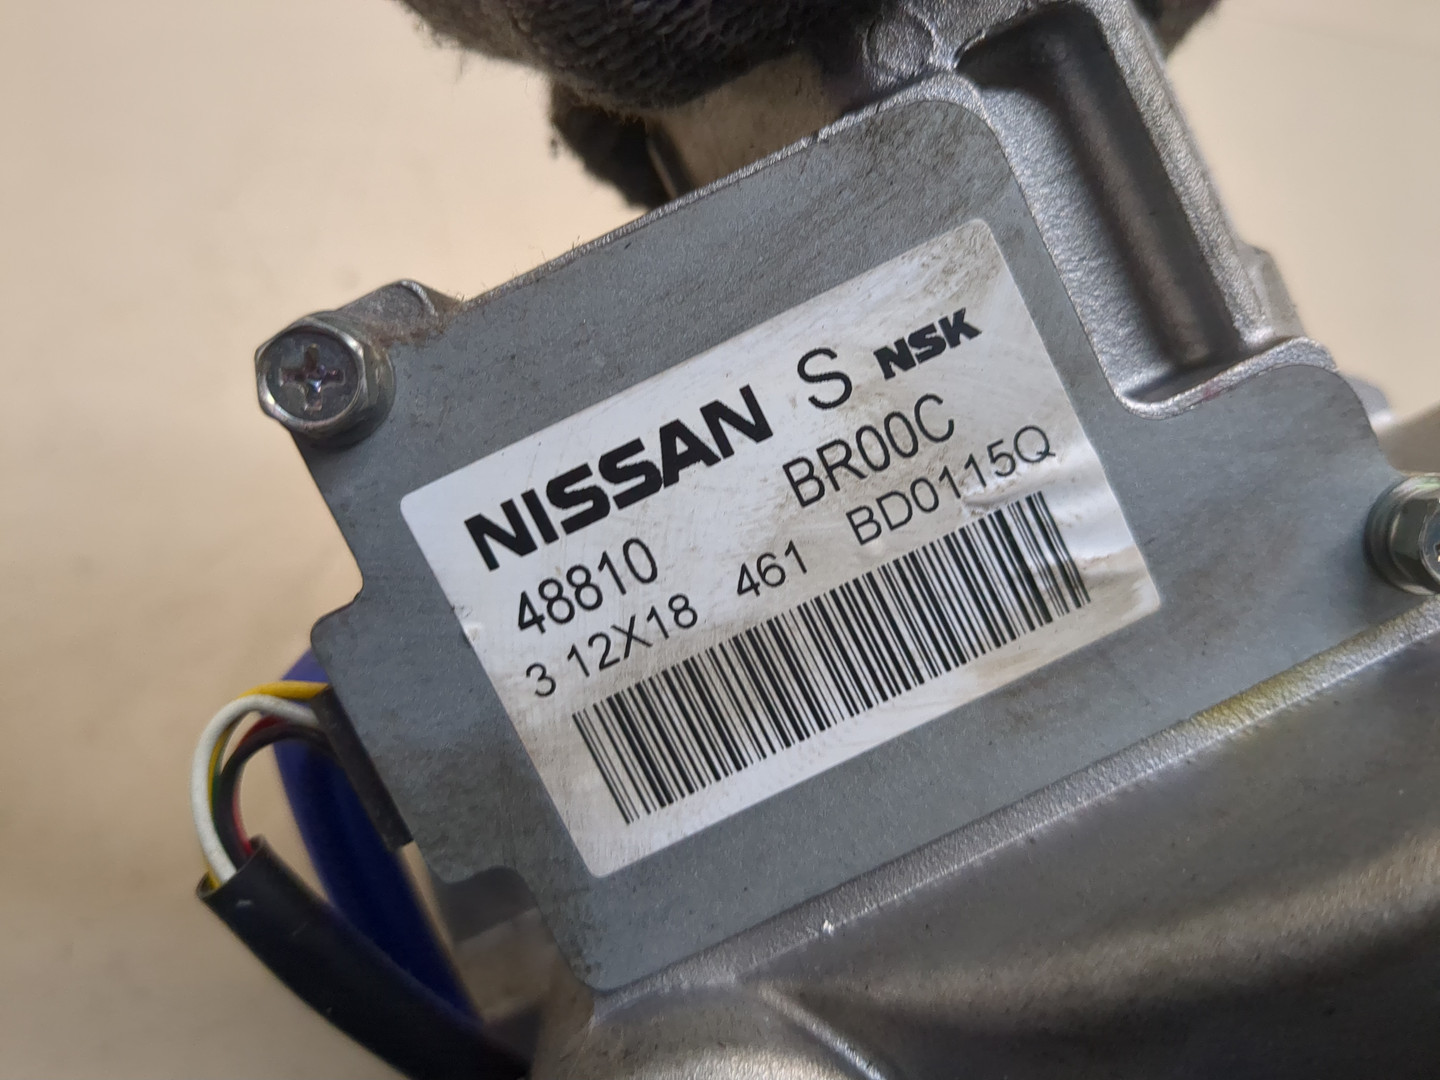 NISSAN S NSK
48810 BR00C
3 12X18 461 BD0115Q